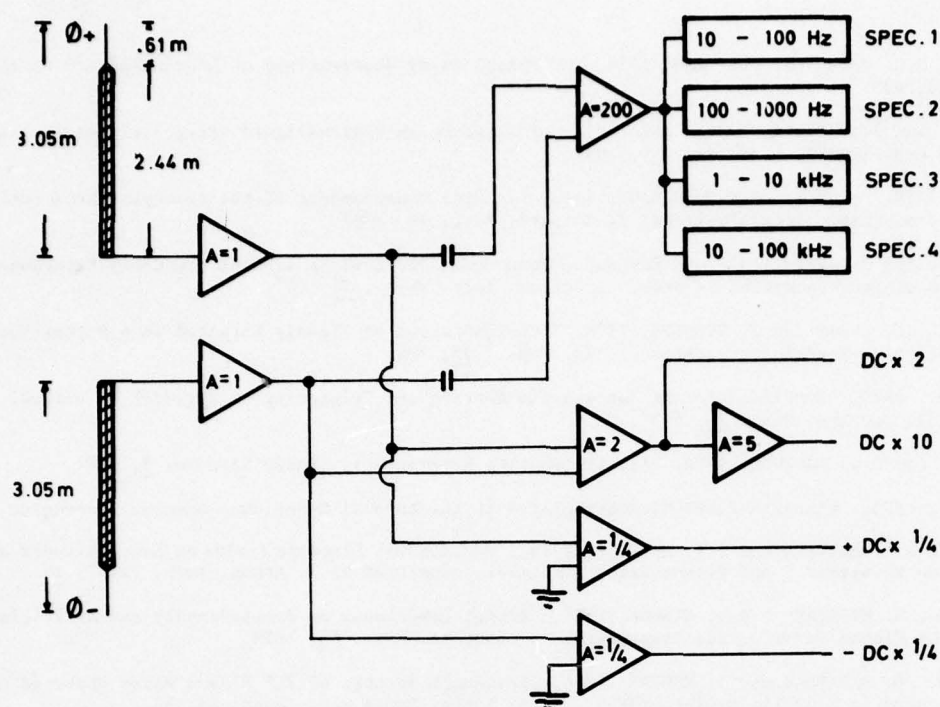 Ø+
.61m
3.05m
2.44 m
A=1
A=200
10 - 100 Hz SPEC.1
100 - 1000 Hz SPEC.2
1 - 10 kHz SPEC.3
10 - 100 kHz SPEC.4
A=1
3.05m
Ø-
A=2
A=5
DC x 2
DC x 10
A=1/4
DC x 1/4
A=1/4
- DC x 1/4